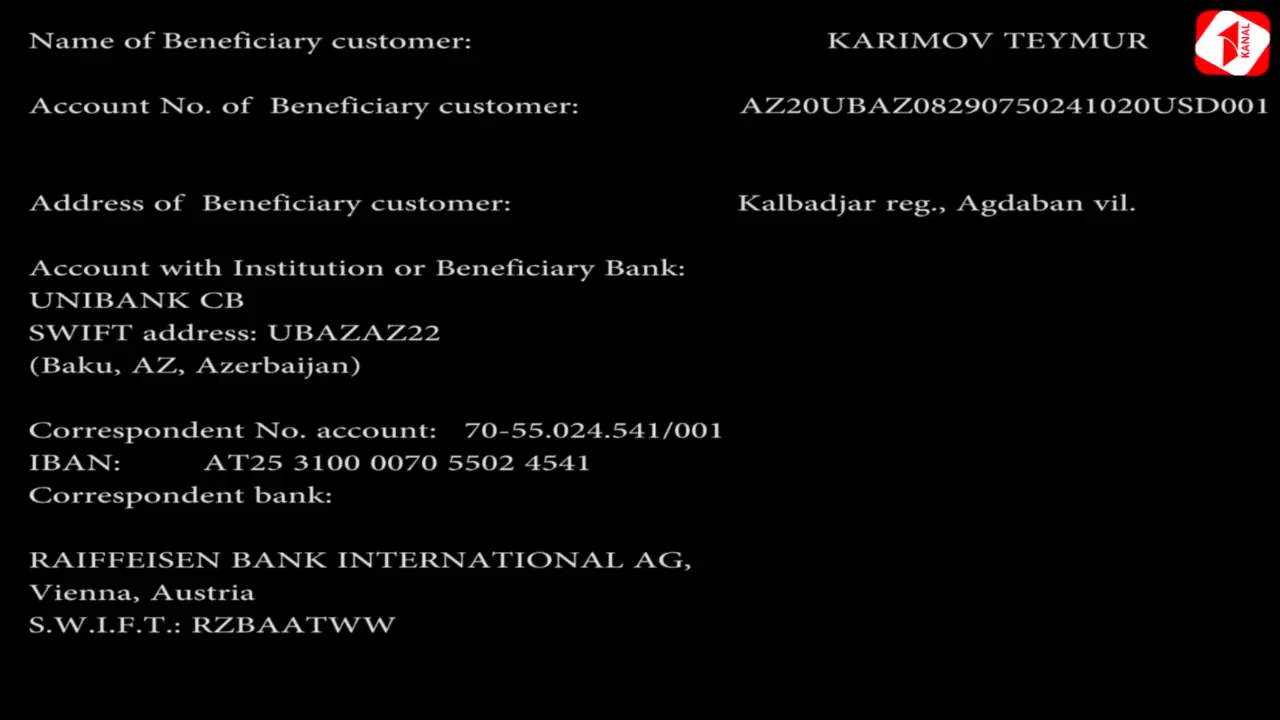 Name of Beneficiary customer: KARIMOV TEYMUR
KANAL
Account No. of Beneficiary customer: AZ20UBAZ08290750241020USD001
Address of Beneficiary customer: Kalbadjar reg., Agdaban vil.
Account with Institution or Beneficiary Bank:
UNIBANK CB
SWIFT address: UBAZAZ22
(Baku, AZ, Azerbaijan)
Correspondent No. account: 70-55.024.541/001
IBAN: AT25 3100 0070 5502 4541
Correspondent bank:
RAIFFEISEN BANK INTERNATIONAL AG,
Vienna, Austria
S.W.I.F.T.: RZBAATWW